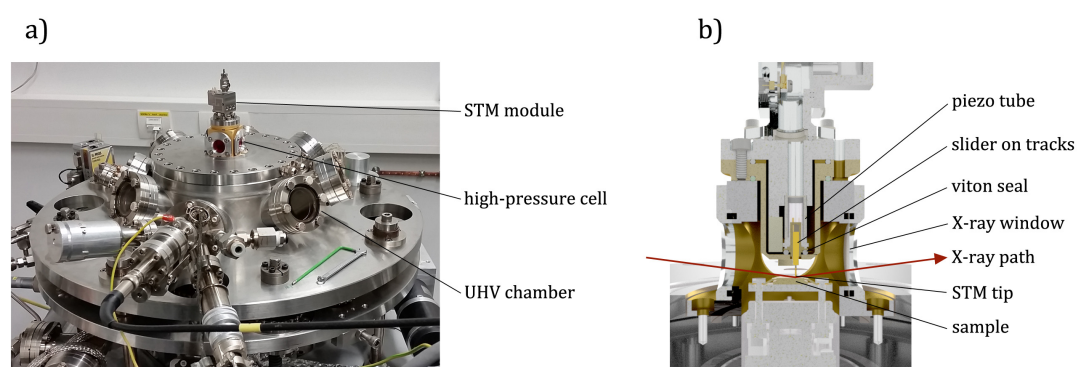 a)
STM module
high-pressure cell
UHV chamber
b)
piezo tube
slider on tracks
viton seal
X-ray window
X-ray path
STM tip
sample